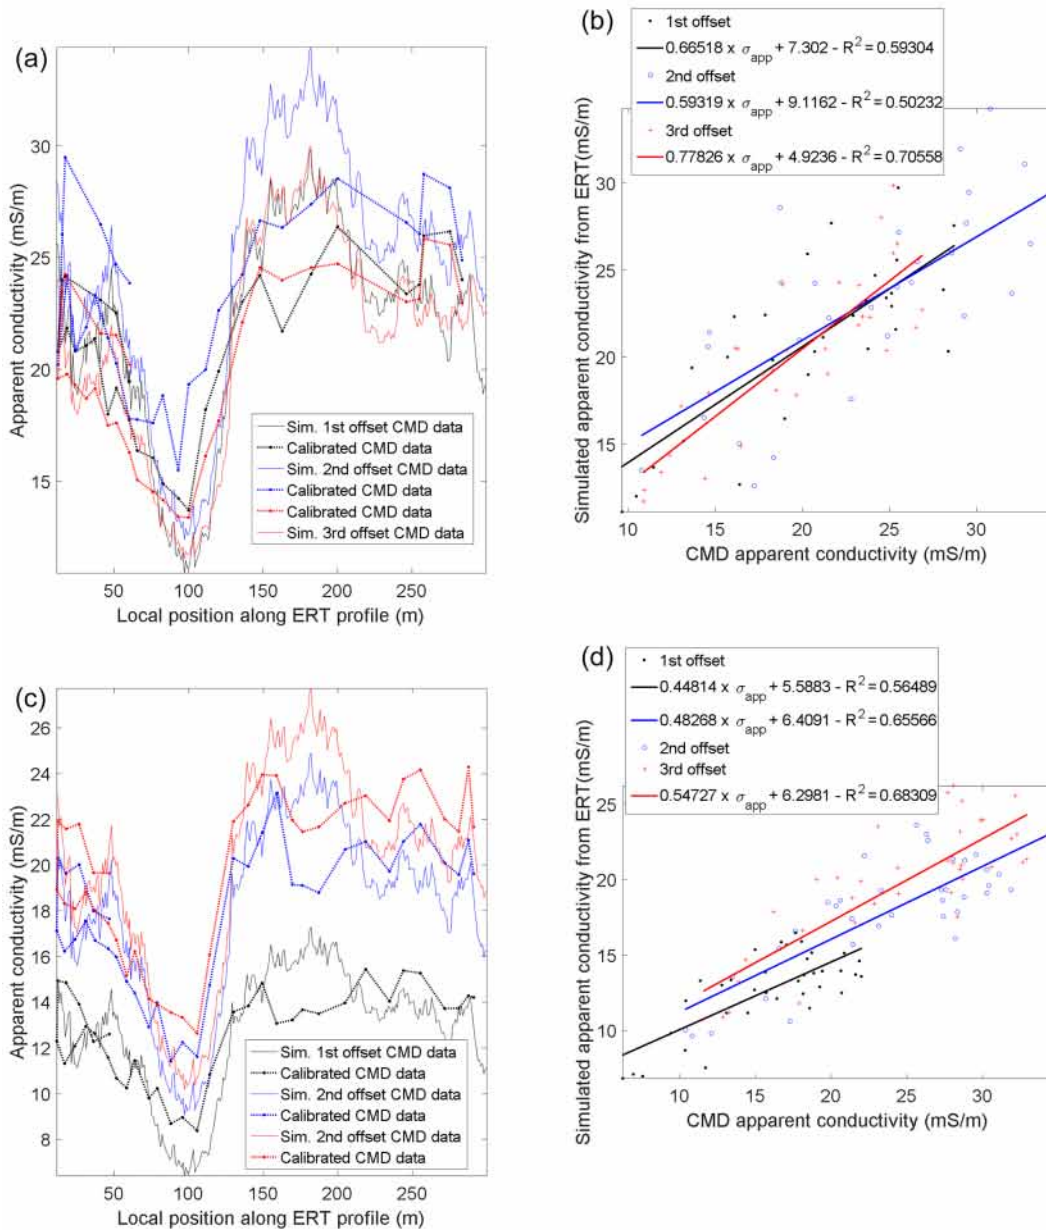 (a)
30
25
20
15
Apparent conductivity (mS/m)
Sim. 1st offset CMD data
Calibrated CMD data
Sim. 2nd offset CMD data
Calibrated CMD data
Calibrated CMD data
Sim. 3rd offset CMD data
50 100 150 200 250
Local position along ERT profile (m)
(b)
1st offset
0.66518 x σapp + 7.302 - R² = 0.59304
2nd offset
0.59319 x σapp + 9.1162 - R² = 0.50232
3rd offset
0.77826 x σapp + 4.9236 - R² = 0.70558
Simulated apparent conductivity from ERT(mS/m)
30
25
20
15
10 15 20 25 30
CMD apparent conductivity (mS/m)
(c)
26
24
22
20
18
16
14
12
10
8
Apparent conductivity (mS/m)
Sim. 1st offset CMD data
Calibrated CMD data
Sim. 2nd offset CMD data
Calibrated CMD data
Sim. 2nd offset CMD data
Calibrated CMD data
50 100 150 200 250
Local position along ERT profile (m)
(d)
1st offset
0.44814 x σapp + 5.5883 - R² = 0.56489
0.48268 x σapp + 6.4091 - R² = 0.65566
2nd offset
3rd offset
0.54727 x σapp + 6.2981 - R² = 0.68309
Simulated apparent conductivity from ERT(mS/m)
25
20
15
10
10 15 20 25 30
CMD apparent conductivity (mS/m)